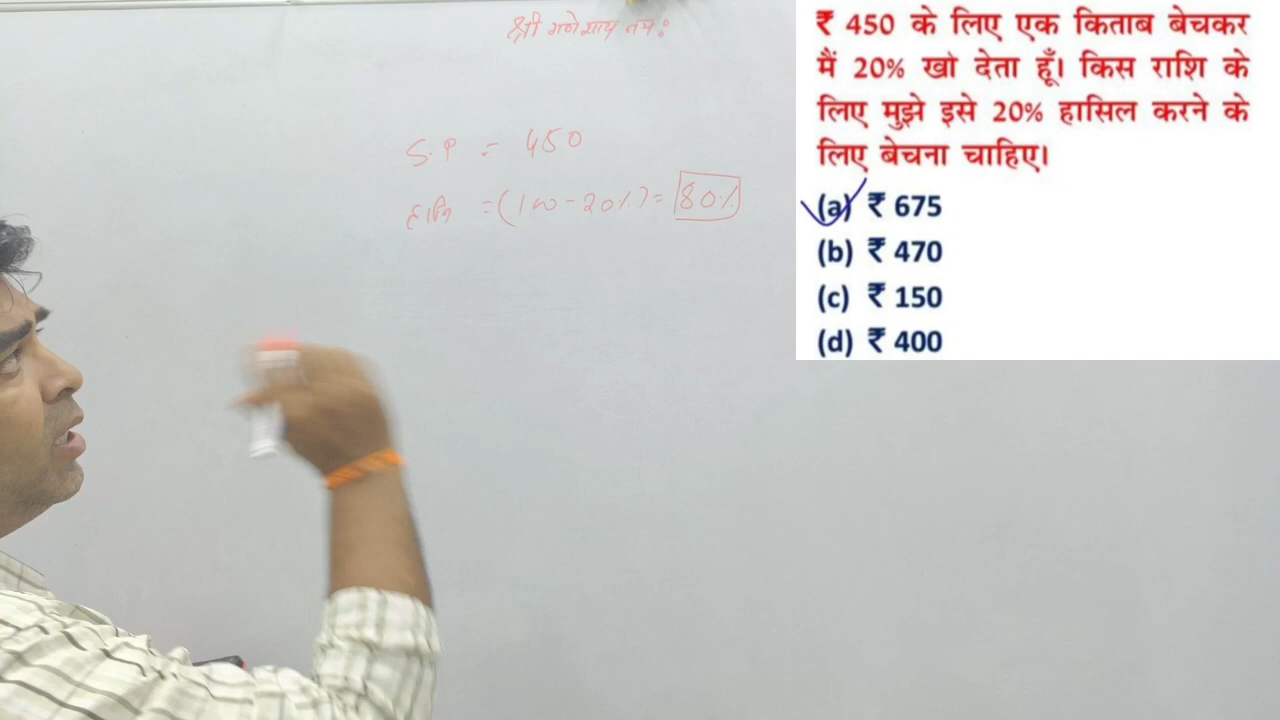 श्री गणेशाय नमः
S.P = 450
हानि = (100 - 20%) = 80%
₹ 450 के लिए एक किताब बेचकर
मैं 20% खो देता हूँ। किस राशि के
लिए मुझे इसे 20% हासिल करने के
लिए बेचना चाहिए।
(a) ₹ 675
(b) ₹ 470
(c) ₹ 150
(d) ₹ 400